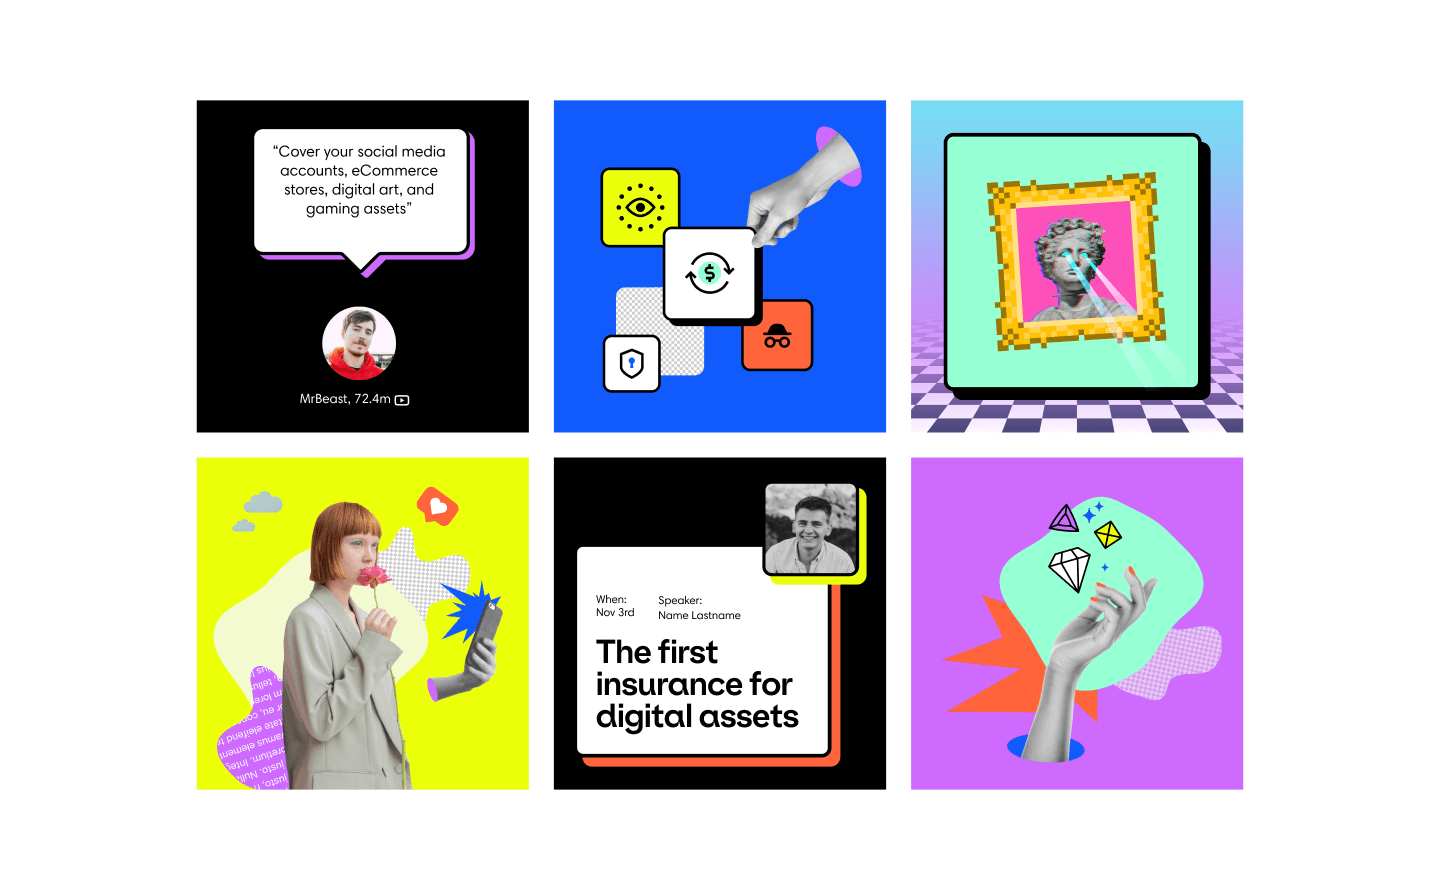 “Cover your social media
accounts, eCommerce
stores, digital art, and
gaming assets”
MrBeast, 72.4m
$
When:
Nov 3rd
Speaker:
Name Lastname
The first
insurance for
digital assets